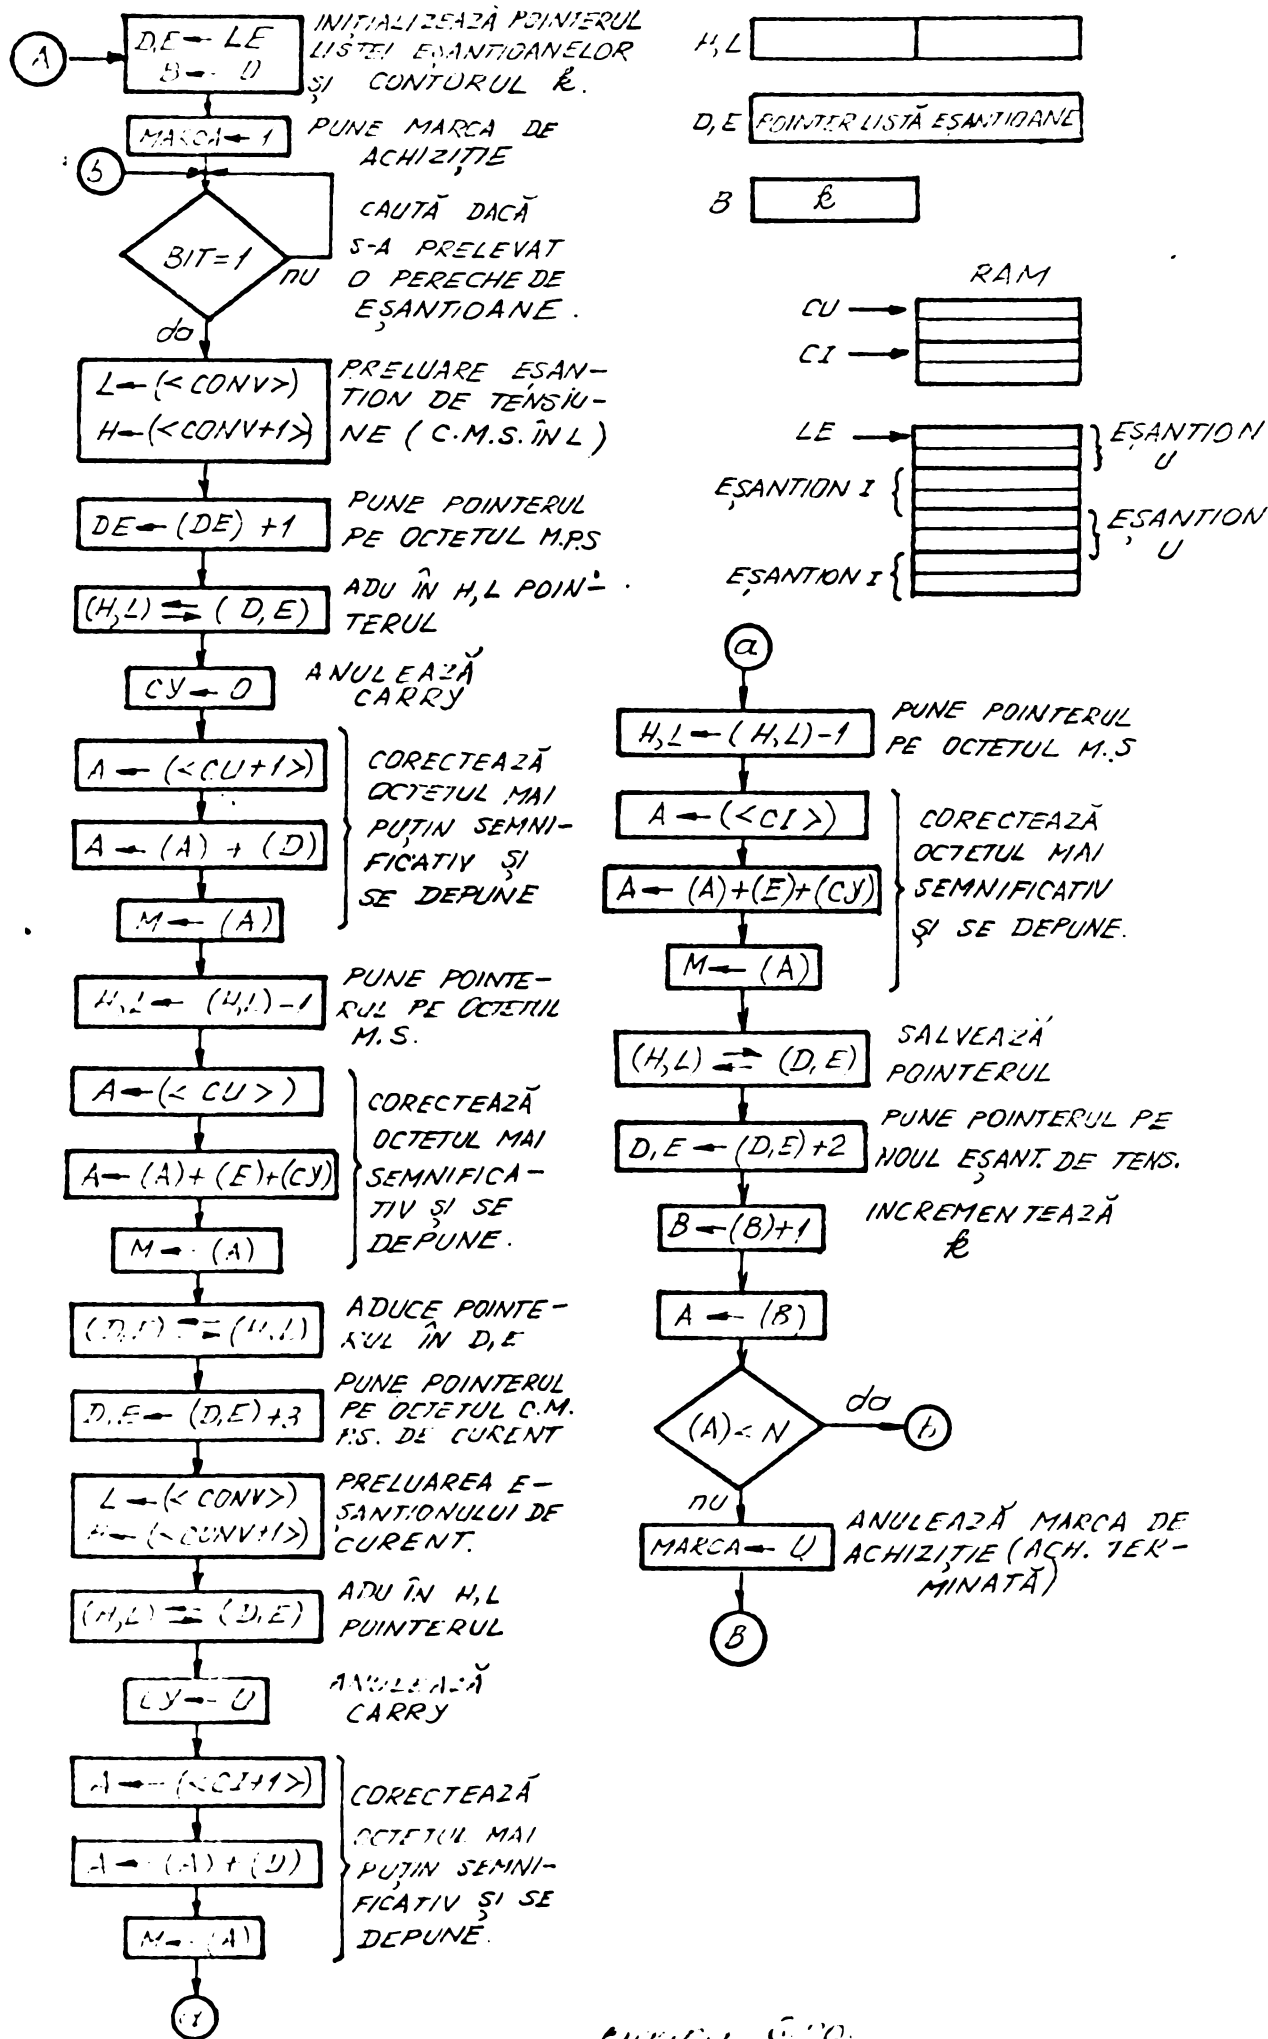 A
D,E ← LE
B ← D
INIȚIALIZEAZĂ POINTERUL
LISTEI EȘANTIOANELOR
ȘI CONTORUL k.
MARCA ← 1
PUNE MARCA DE
ACHIZIȚIE
b
BIT=1
nu
da
CAUTĂ DACĂ
S-A PRELEVAT
O PERECHE DE
EȘANTIOANE.
L ← (<CONV>)
H ← (<CONV+1>)
PRELUARE EȘAN-
TION DE TENSIU-
NE (C.M.S. ÎN L)
DE ← (DE) +1
PUNE POINTERUL
PE OCTETUL M.P.S
(H,L) ⇆ (D,E)
ADU ÎN H,L POIN-
TERUL
CY ← 0
ANULEAZĂ
CARRY
A ← (<CU+1>)
A ← (A) + (D)
M ← (A)
CORECTEAZĂ
OCTETUL MAI
PUȚIN SEMNI-
FICATIV ȘI
SE DEPUNE
H,L ← (H,L)-1
PUNE POINTE-
RUL PE OCTETUL
M.S.
A ← (<CU>)
A ← (A)+(E)+(CY)
M ← (A)
CORECTEAZĂ
OCTETUL MAI
SEMNIFICA-
TIV ȘI SE
DEPUNE.
(D,E) ⇆ (H,L)
ADUCE POINTE-
RUL ÎN D,E
D,E ← (D,E)+3
PUNE POINTERUL
PE OCTETUL C.M.
P.S. DE CURENT
L ← (<CONV>)
H ← (<CONV+1>)
PRELUAREA E-
ȘANTIONULUI DE
CURENT.
(H,L) ⇆ (D,E)
ADU ÎN H,L
POINTERUL
CY ← 0
ANULEAZĂ
CARRY
A ← (<CI+1>)
A ← (A) + (D)
M ← (A)
CORECTEAZĂ
OCTETUL MAI
PUȚIN SEMNI-
FICATIV ȘI SE
DEPUNE.
a
H,L
D,E POINTER LISTĂ EȘANTIOANE
B k
RAM
CU
CI
LE
EȘANTION
U
EȘANTION I
EȘANTION
U
EȘANTION I
a
H,L ← (H,L)-1
PUNE POINTERUL
PE OCTETUL M.S
A ← (<CI>)
A ← (A)+(E)+(CY)
M ← (A)
CORECTEAZĂ
OCTETUL MAI
SEMNIFICATIV
ȘI SE DEPUNE.
(H,L) ⇄ (D,E)
SALVEAZĂ
POINTERUL
D,E ← (D,E)+2
PUNE POINTERUL PE
NOUL EȘANT. DE TENS.
B ← (B)+1
INCREMENTEAZĂ
k
A ← (B)
(A) < N
da
b
nu
MARCA ← 0
ANULEAZĂ MARCA DE
ACHIZIȚIE (ACH. TER-
MINATĂ)
B